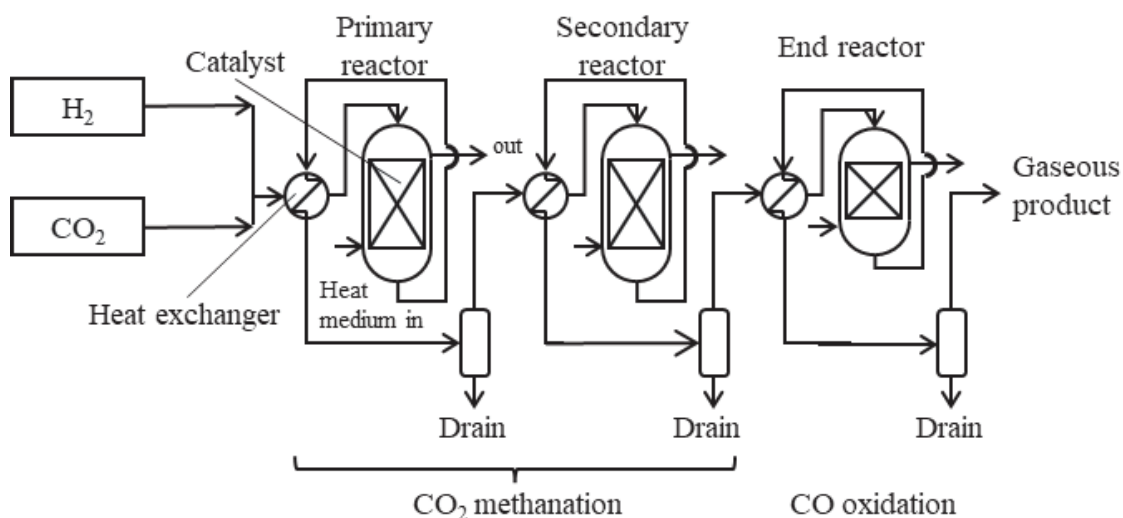 Primary
reactor
Secondary
reactor
End reactor
Catalyst
H₂
out
Gaseous
product
CO₂
Heat exchanger
Heat
medium in
Drain
Drain
Drain
CO₂ methanation
CO oxidation